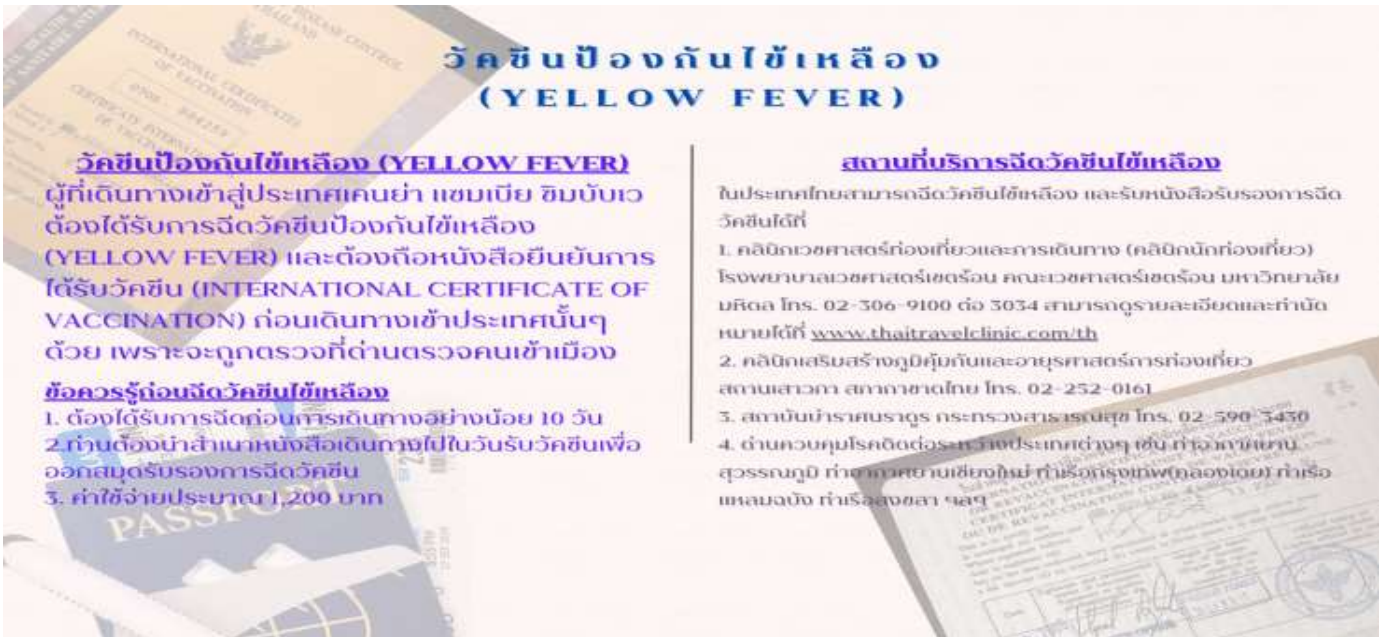 วัคซีนป้องกันไข้เหลือง
(YELLOW FEVER)
วัคซีนป้องกันไข้เหลือง (YELLOW FEVER)
ผู้ที่เดินทางเข้าสู่ประเทศเคนย่า แซมเบีย ซิมบับเว
ต้องได้รับการฉีดวัคซีนป้องกันไข้เหลือง
(YELLOW FEVER) และต้องถือหนังสือยืนยันการ
ได้รับวัคซีน (INTERNATIONAL CERTIFICATE OF
VACCINATION) ก่อนเดินทางเข้าประเทศนั้นๆ
ด้วย เพราะจะถูกตรวจที่ด่านตรวจคนเข้าเมือง
ข้อควรรู้ก่อนฉีดวัคซีนไข้เหลือง
1. ต้องได้รับการฉีดก่อนการเดินทางอย่างน้อย 10 วัน
2.ท่านต้องนำสำเนาหนังสือเดินทางไปในวันรับวัคซีนเพื่อ
ออกสมุดรับรองการฉีดวัคซีน
3. ค่าใช้จ่ายประมาณ 1,200 บาท
PASSPORT
สถานที่บริการฉีดวัคซีนไข้เหลือง
ในประเทศไทยสามารถฉีดวัคซีนไข้เหลือง และรับหนังสือรับรองการฉีด
วัคซีนได้ที่
1. คลินิกเวชศาสตร์ท่องเที่ยวและการเดินทาง (คลินิกนักท่องเที่ยว)
โรงพยาบาลเวชศาสตร์เขตร้อน คณะเวชศาสตร์เขตร้อน มหาวิทยาลัย
มหิดล โทร. 02-306-9100 ต่อ 3034 สามารถดูรายละเอียดและทำนัด
หมายได้ที่ www.thaitravelclinic.com/th
2. คลินิกเสริมสร้างภูมิคุ้มกันและอายุรศาสตร์การท่องเที่ยว
สถานเสาวภา สภากาชาดไทย โทร. 02-252-0161
3. สถาบันบำราศนราดูร กระทรวงสาธารณสุข โทร. 02-590-3430
4. ด่านควบคุมโรคติดต่อระหว่างประเทศต่างๆ เช่น ท่าอากาศยาน
สุวรรณภูมิ ท่าอากาศยานเชียงใหม่ ท่าเรือกรุงเทพ(คลองเตย) ท่าเรือ
แหลมฉบัง ท่าเรือสงขลา ฯลฯ